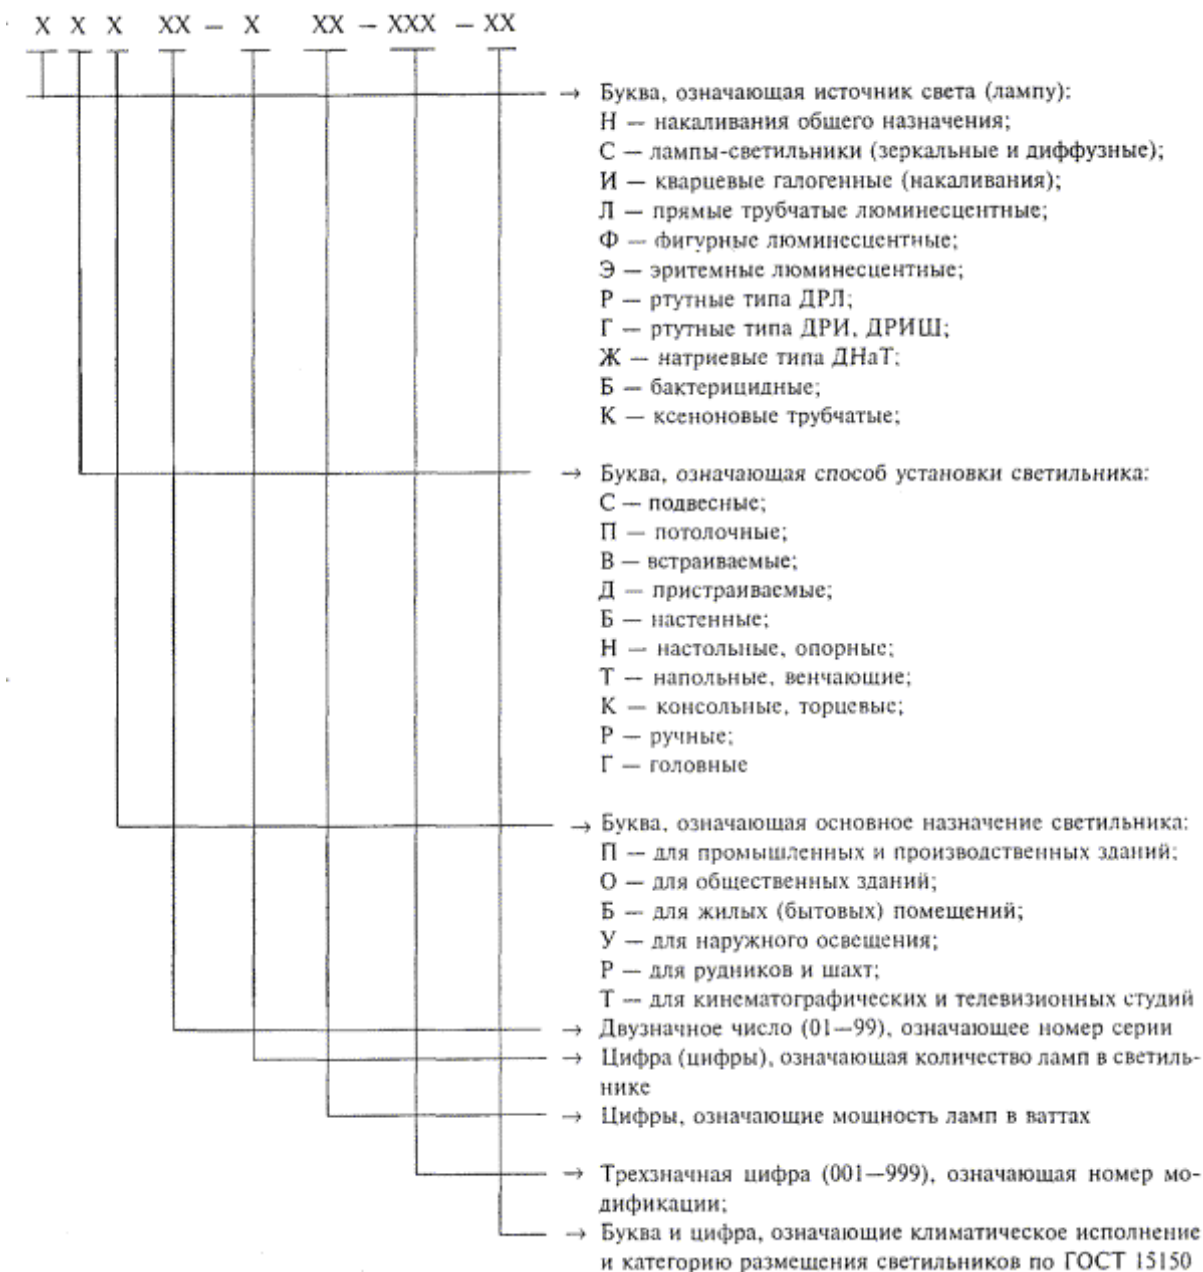 X X X XX – X XX – XXX – XX
→ Буква, означающая источник света (лампу):
Н — накаливания общего назначения;
С — лампы-светильники (зеркальные и диффузные);
И — кварцевые галогенные (накаливания);
Л — прямые трубчатые люминесцентные;
Ф — фигурные люминесцентные;
Э — эритемные люминесцентные;
Р — ртутные типа ДРЛ;
Г — ртутные типа ДРИ, ДРИШ;
Ж — натриевые типа ДНаТ;
Б — бактерицидные;
К — ксеноновые трубчатые;
→ Буква, означающая способ установки светильника:
С — подвесные;
П — потолочные;
В — встраиваемые;
Д — пристраиваемые;
Б — настенные;
Н — настольные, опорные;
Т — напольные, венчающие;
К — консольные, торцевые;
Р — ручные;
Г — головные
→ Буква, означающая основное назначение светильника:
П — для промышленных и производственных зданий;
О — для общественных зданий;
Б — для жилых (бытовых) помещений;
У — для наружного освещения;
Р — для рудников и шахт;
Т — для кинематографических и телевизионных студий
→ Двузначное число (01—99), означающее номер серии
→ Цифра (цифры), означающая количество ламп в светиль-
нике
→ Цифры, означающие мощность ламп в ваттах
→ Трехзначная цифра (001—999), означающая номер мо-
дификации;
→ Буква и цифра, означающие климатическое исполнение
и категорию размещения светильников по ГОСТ 15150